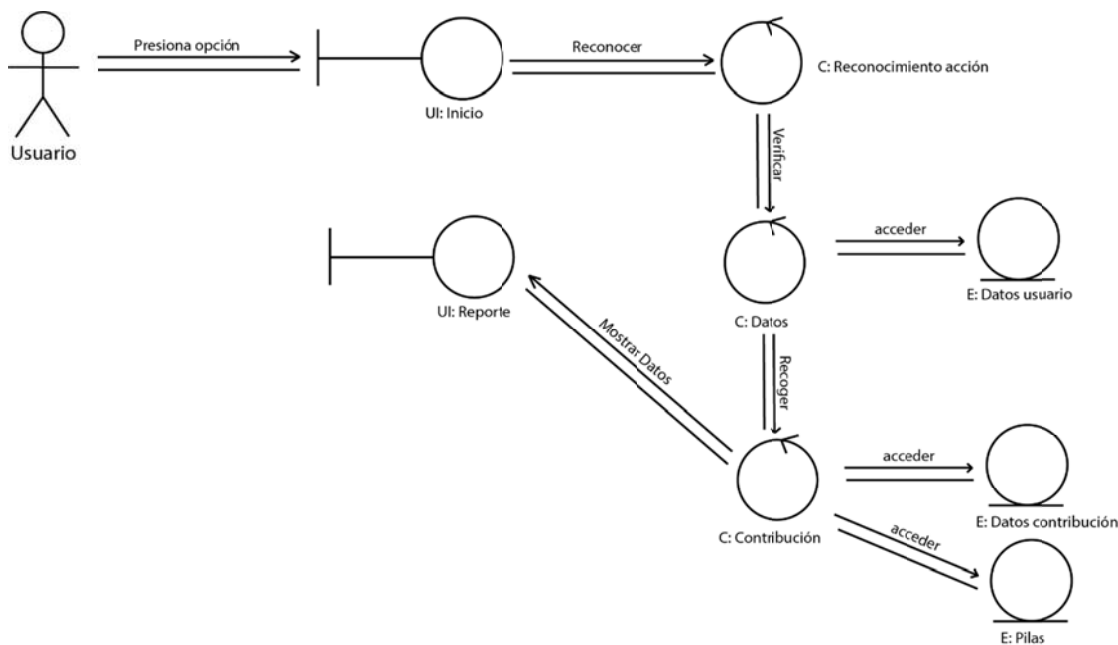 Presiona opción
Reconocer
C: Reconocimiento acción
UI: Inicio
Usuario
Verificar
acceder
E: Datos usuario
UI: Reporte
C: Datos
Mostrar Datos
Recoger
acceder
E: Datos contribución
C: Contribución
acceder
E: Pilas